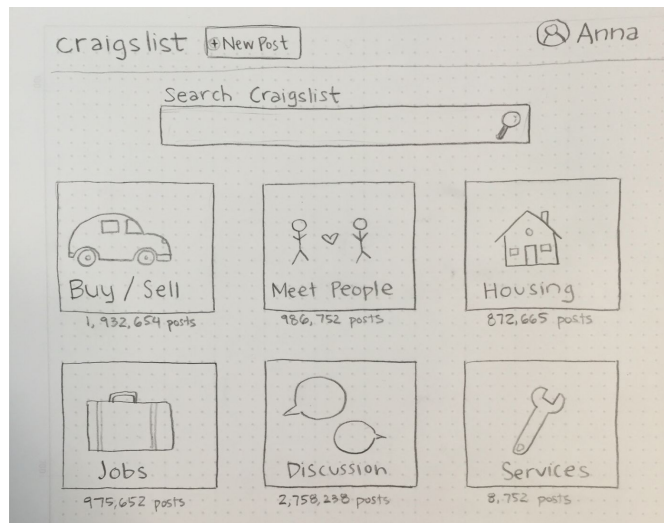 craigslist + New Post Anna
Search Craigslist
Buy / Sell
1,932,654 posts
Meet People
986,752 posts
Housing
872,665 posts
Jobs
975,652 posts
Discussion
2,758,238 posts
Services
8,752 posts